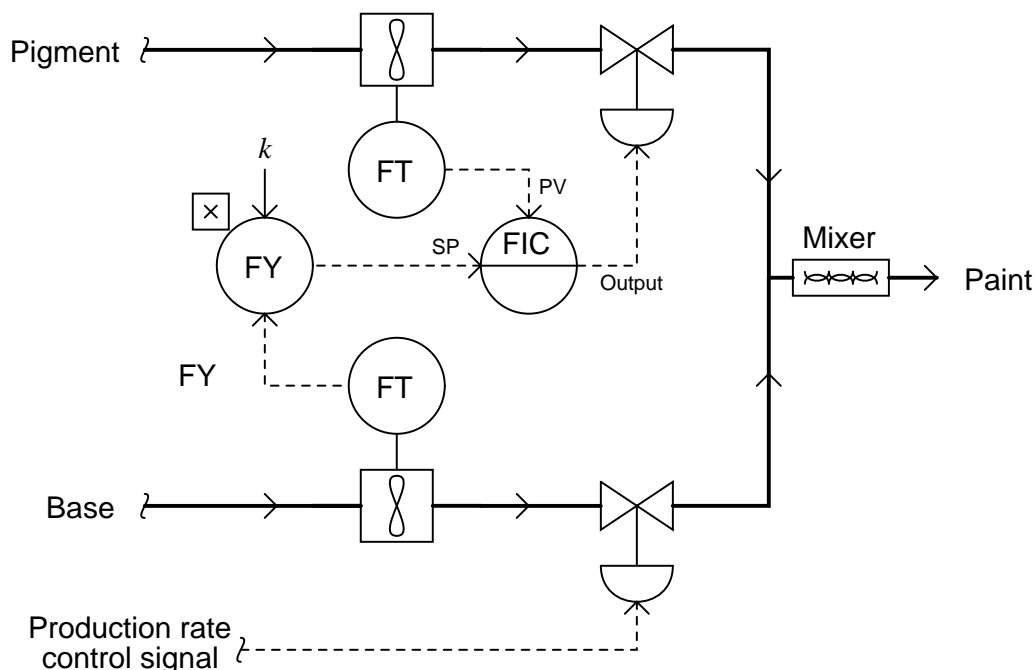 Pigment
FT
k
PV
×
FY
SP
FIC
Output
Mixer
Paint
FY
FT
Base
Production rate
control signal